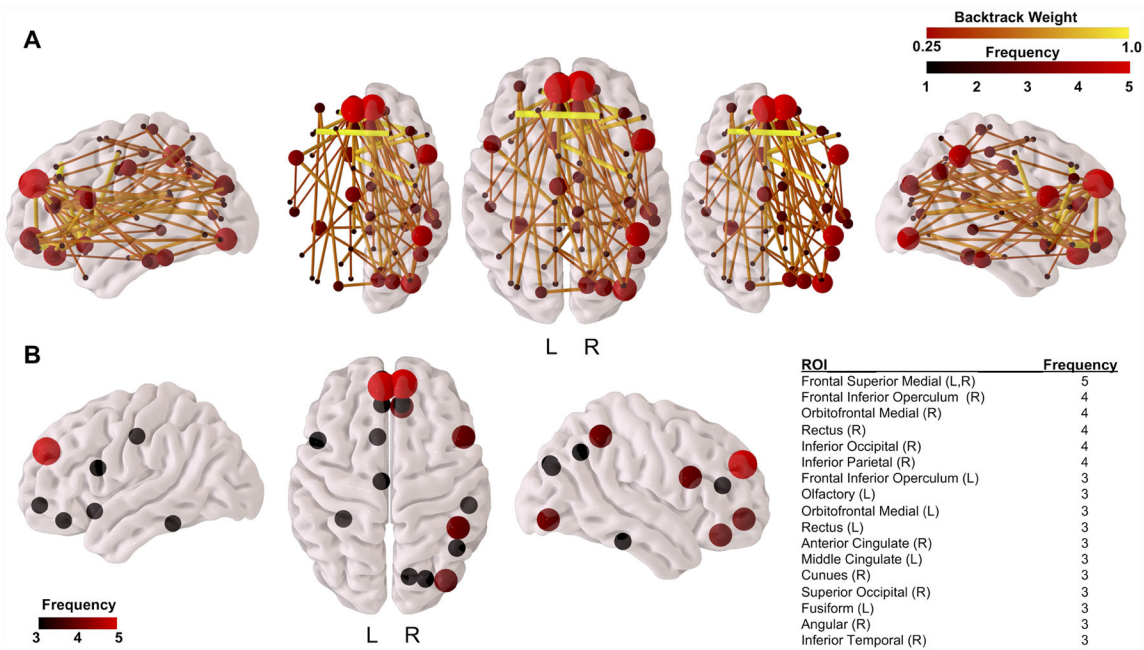 A
Backtrack Weight
0.25 1.0
Frequency
1 2 3 4 5
L R
B
ROI Frequency
Frontal Superior Medial (L,R) 5
Frontal Inferior Operculum (R) 4
Orbitofrontal Medial (R) 4
Rectus (R) 4
Inferior Occipital (R) 4
Inferior Parietal (R) 4
Frontal Inferior Operculum (L) 3
Olfactory (L) 3
Orbitofrontal Medial (L) 3
Rectus (L) 3
Anterior Cingulate (R) 3
Middle Cingulate (L) 3
Cunues (R) 3
Superior Occipital (R) 3
Fusiform (L) 3
Angular (R) 3
Inferior Temporal (R) 3
Frequency
3 4 5
L R